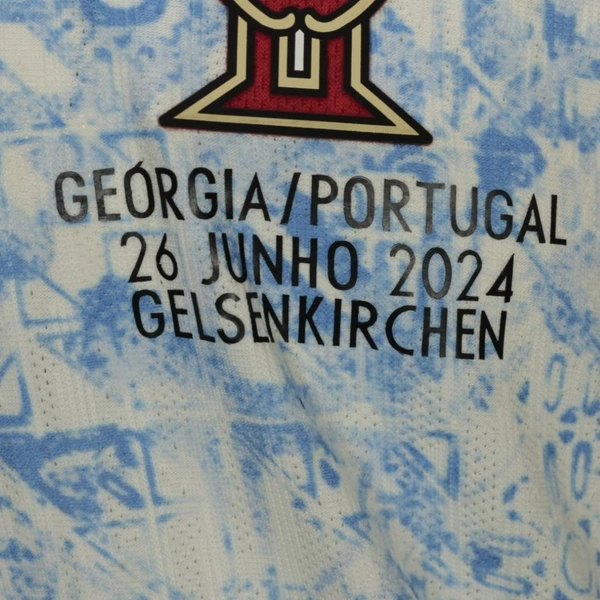 GEÓRGIA/PORTUGAL
26 JUNHO 2024
GELSENKIRCHEN